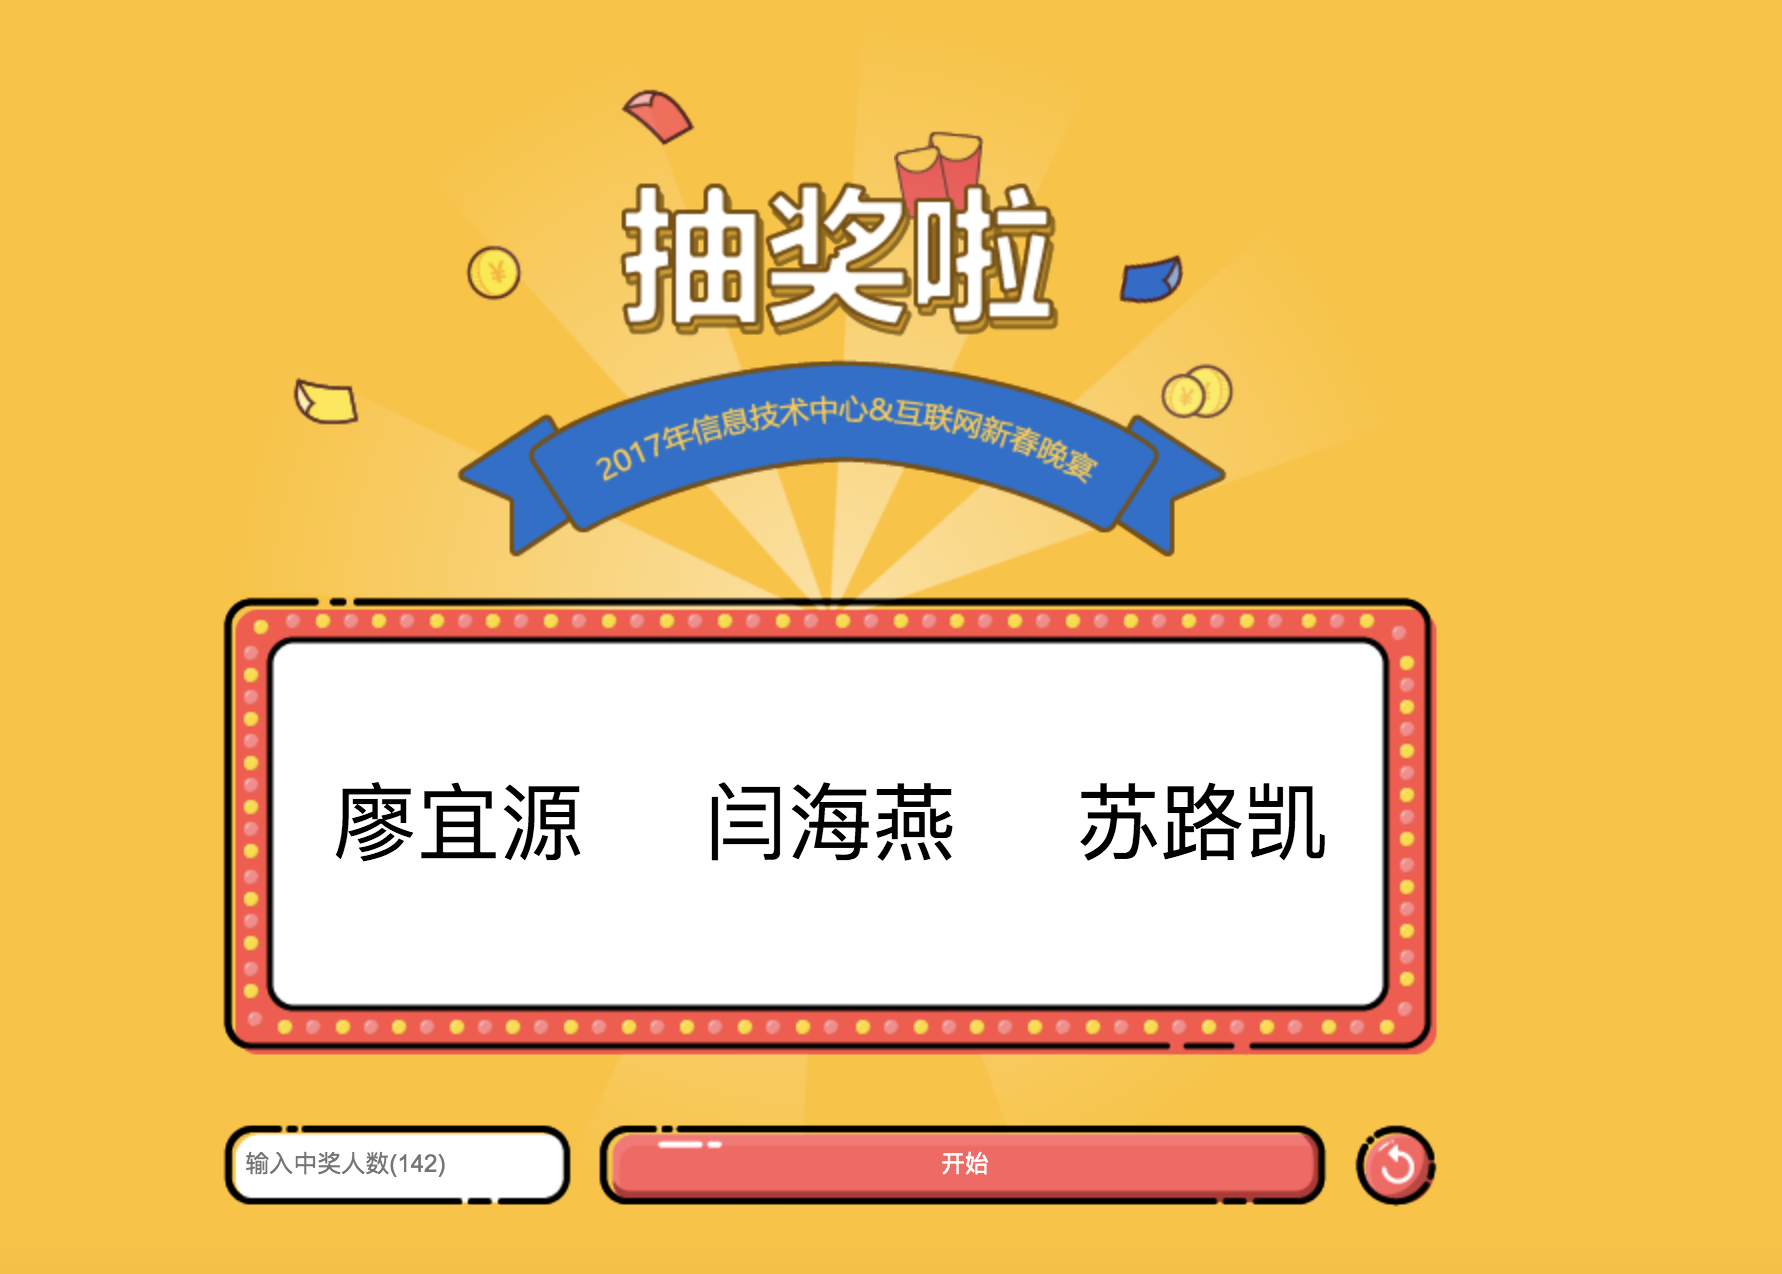 抽奖啦
2017年信息技术中心&互联网新春晚宴
廖宜源 闫海燕 苏路凯
输入中奖人数(142)
开始